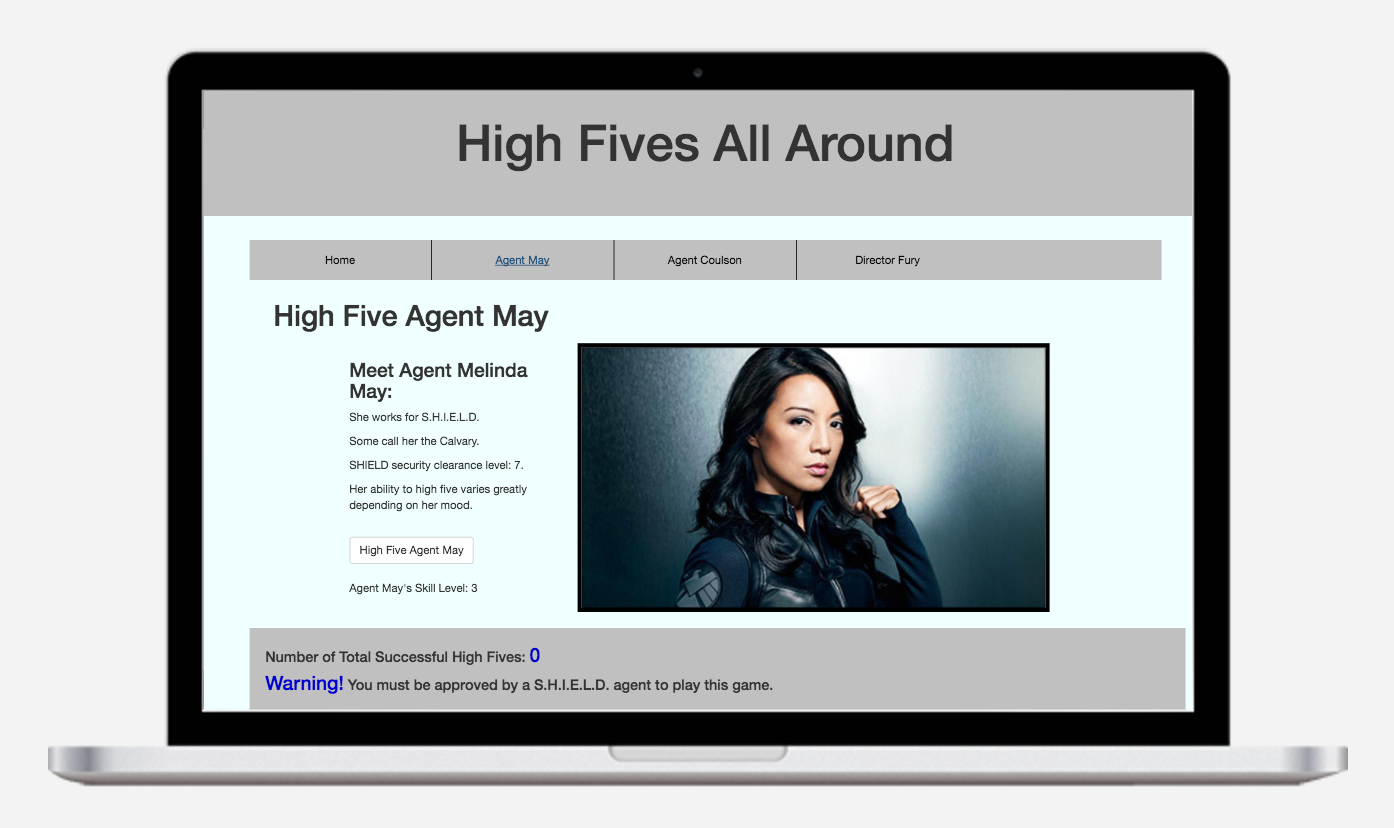 High Fives All Around
Home
Agent May
Agent Coulson
Director Fury
High Five Agent May
Meet Agent Melinda
May:
She works for S.H.I.E.L.D.
Some call her the Calvary.
SHIELD security clearance level: 7.
Her ability to high five varies greatly
depending on her mood.
High Five Agent May
Agent May's Skill Level: 3
Number of Total Successful High Fives: 0
Warning! You must be approved by a S.H.I.E.L.D. agent to play this game.